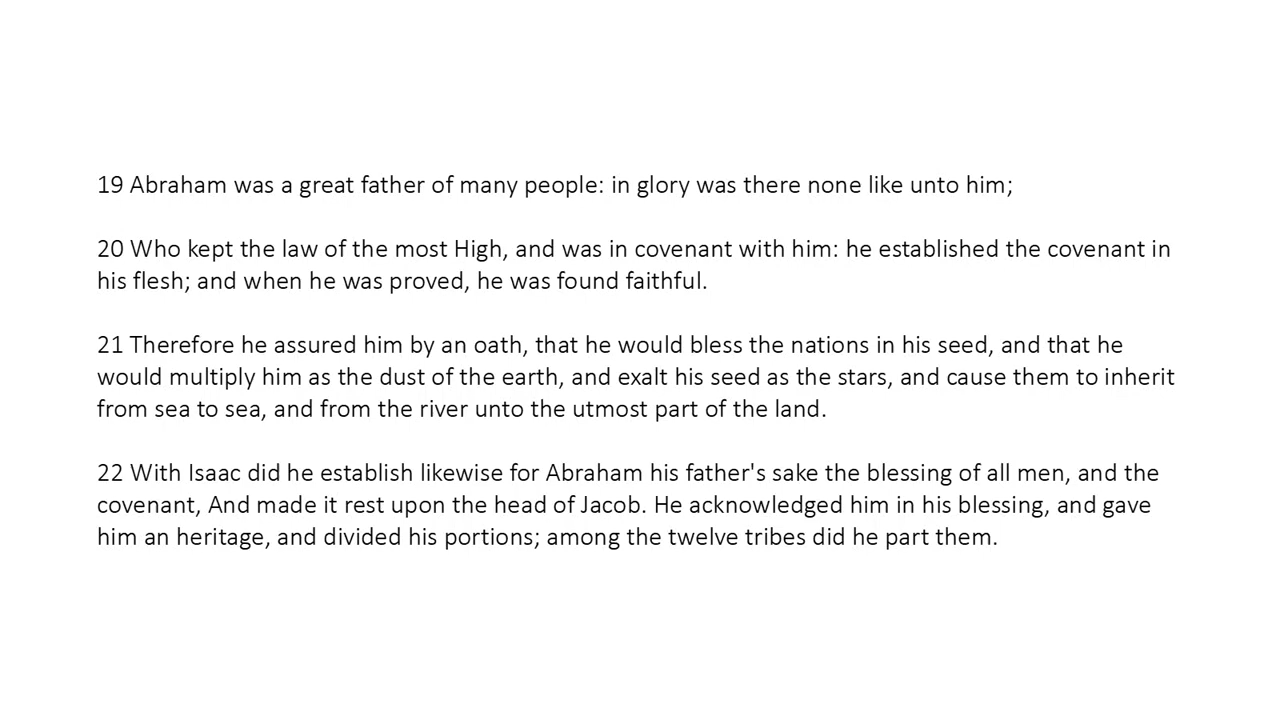 19 Abraham was a great father of many people: in glory was there none like unto him;
20 Who kept the law of the most High, and was in covenant with him: he established the covenant in
his flesh; and when he was proved, he was found faithful.
21 Therefore he assured him by an oath, that he would bless the nations in his seed, and that he
would multiply him as the dust of the earth, and exalt his seed as the stars, and cause them to inherit
from sea to sea, and from the river unto the utmost part of the land.
22 With Isaac did he establish likewise for Abraham his father's sake the blessing of all men, and the
covenant, And made it rest upon the head of Jacob. He acknowledged him in his blessing, and gave
him an heritage, and divided his portions; among the twelve tribes did he part them.